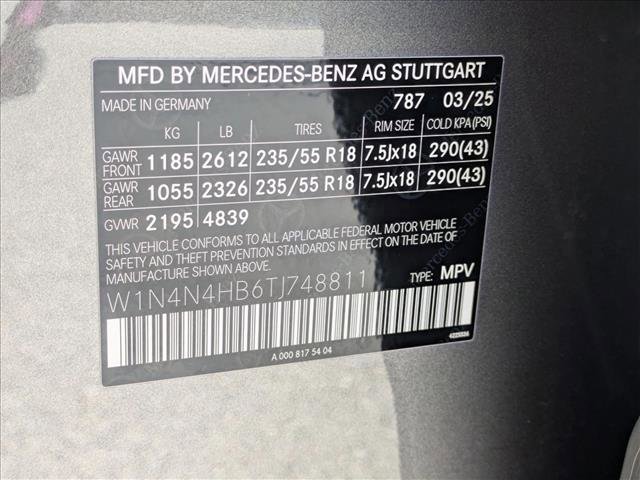 MFD BY MERCEDES-BENZ AG STUTTGART
MADE IN GERMANY 787 03/25
KG LB TIRES RIM SIZE COLD KPA(PSI)
GAWR FRONT 1185 2612 235/55 R18 7.5Jx18 290(43)
GAWR REAR 1055 2326 235/55 R18 7.5Jx18 290(43)
GVWR 2195 4839
THIS VEHICLE CONFORMS TO ALL APPLICABLE FEDERAL MOTOR VEHICLE
SAFETY AND THEFT PREVENTION STANDARDS IN EFFECT ON THE DATE OF
MANUFACTURE SHOWN ABOVE.
W1N4N4HB6TJ748811 TYPE: MPV
A 000 817 54 04